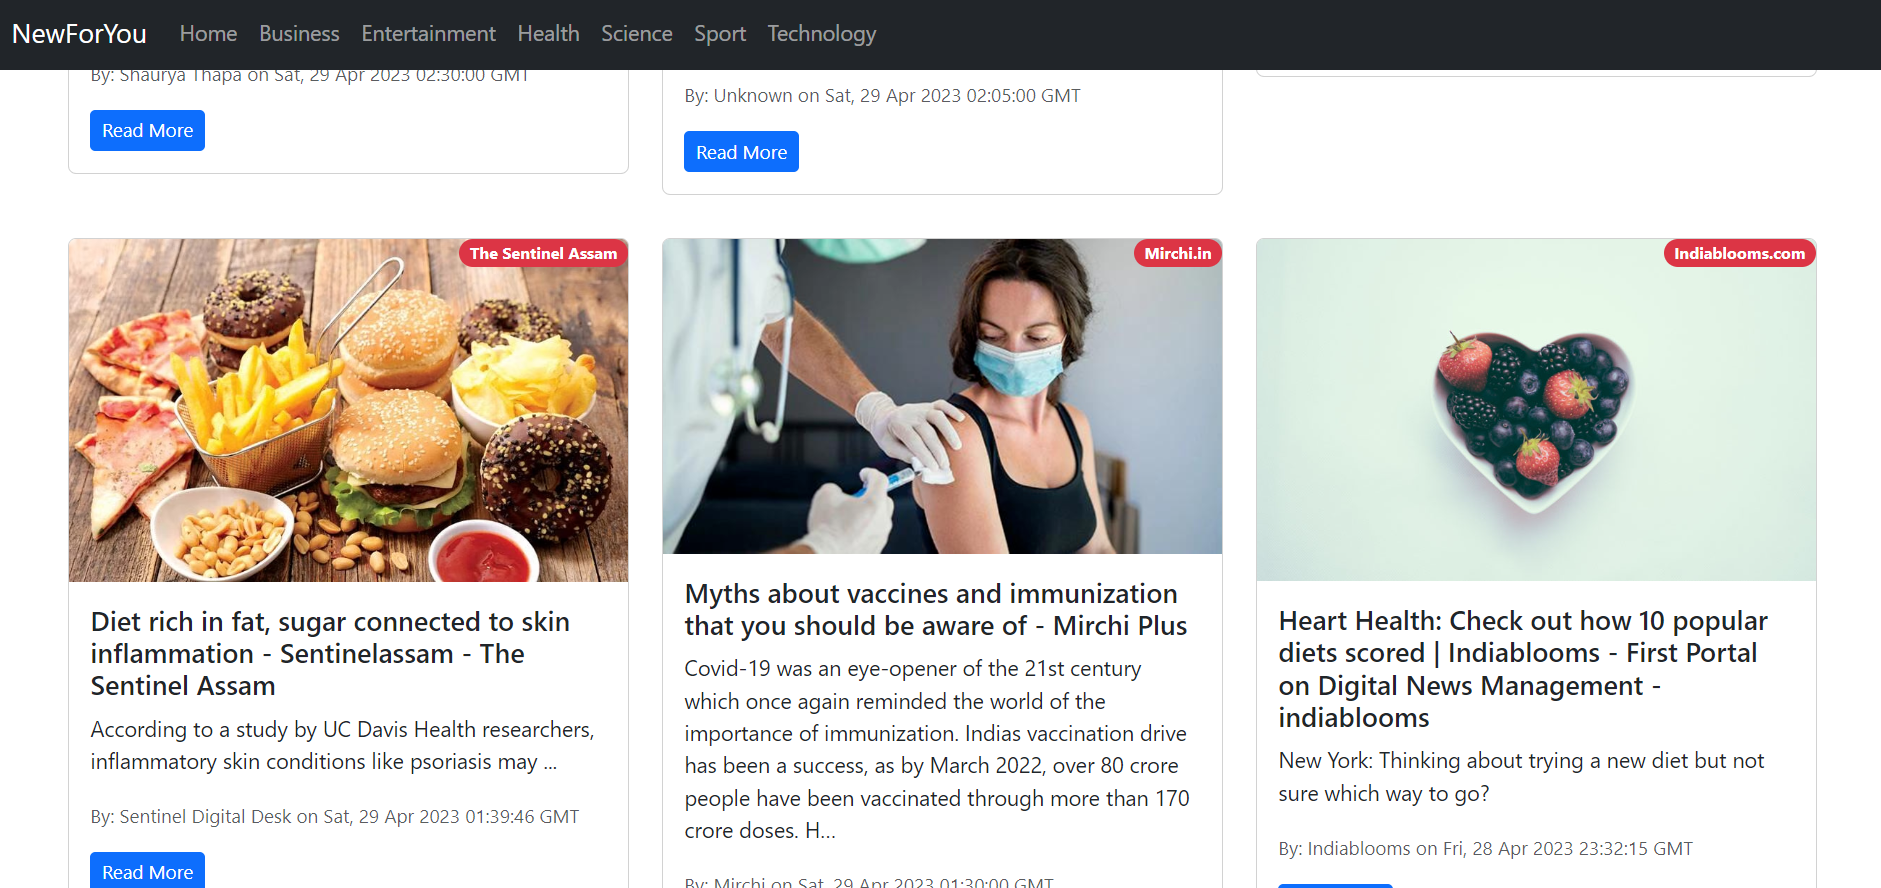 NewForYou Home Business Entertainment Health Science Sport Technology
By: Shaurya Thapa on Sat, 29 Apr 2023 02:30:00 GMT
Read More
By: Unknown on Sat, 29 Apr 2023 02:05:00 GMT
Read More
The Sentinel Assam
Diet rich in fat, sugar connected to skin
inflammation - Sentinelassam - The
Sentinel Assam
According to a study by UC Davis Health researchers,
inflammatory skin conditions like psoriasis may ...
By: Sentinel Digital Desk on Sat, 29 Apr 2023 01:39:46 GMT
Read More
Mirchi.in
Myths about vaccines and immunization
that you should be aware of - Mirchi Plus
Covid-19 was an eye-opener of the 21st century
which once again reminded the world of the
importance of immunization. Indias vaccination drive
has been a success, as by March 2022, over 80 crore
people have been vaccinated through more than 170
crore doses. H...
By: Mirchi on Sat, 29 Apr 2023 01:30:00 GMT
Indiablooms.com
Heart Health: Check out how 10 popular
diets scored | Indiablooms - First Portal
on Digital News Management -
indiablooms
New York: Thinking about trying a new diet but not
sure which way to go?
By: Indiablooms on Fri, 28 Apr 2023 23:32:15 GMT